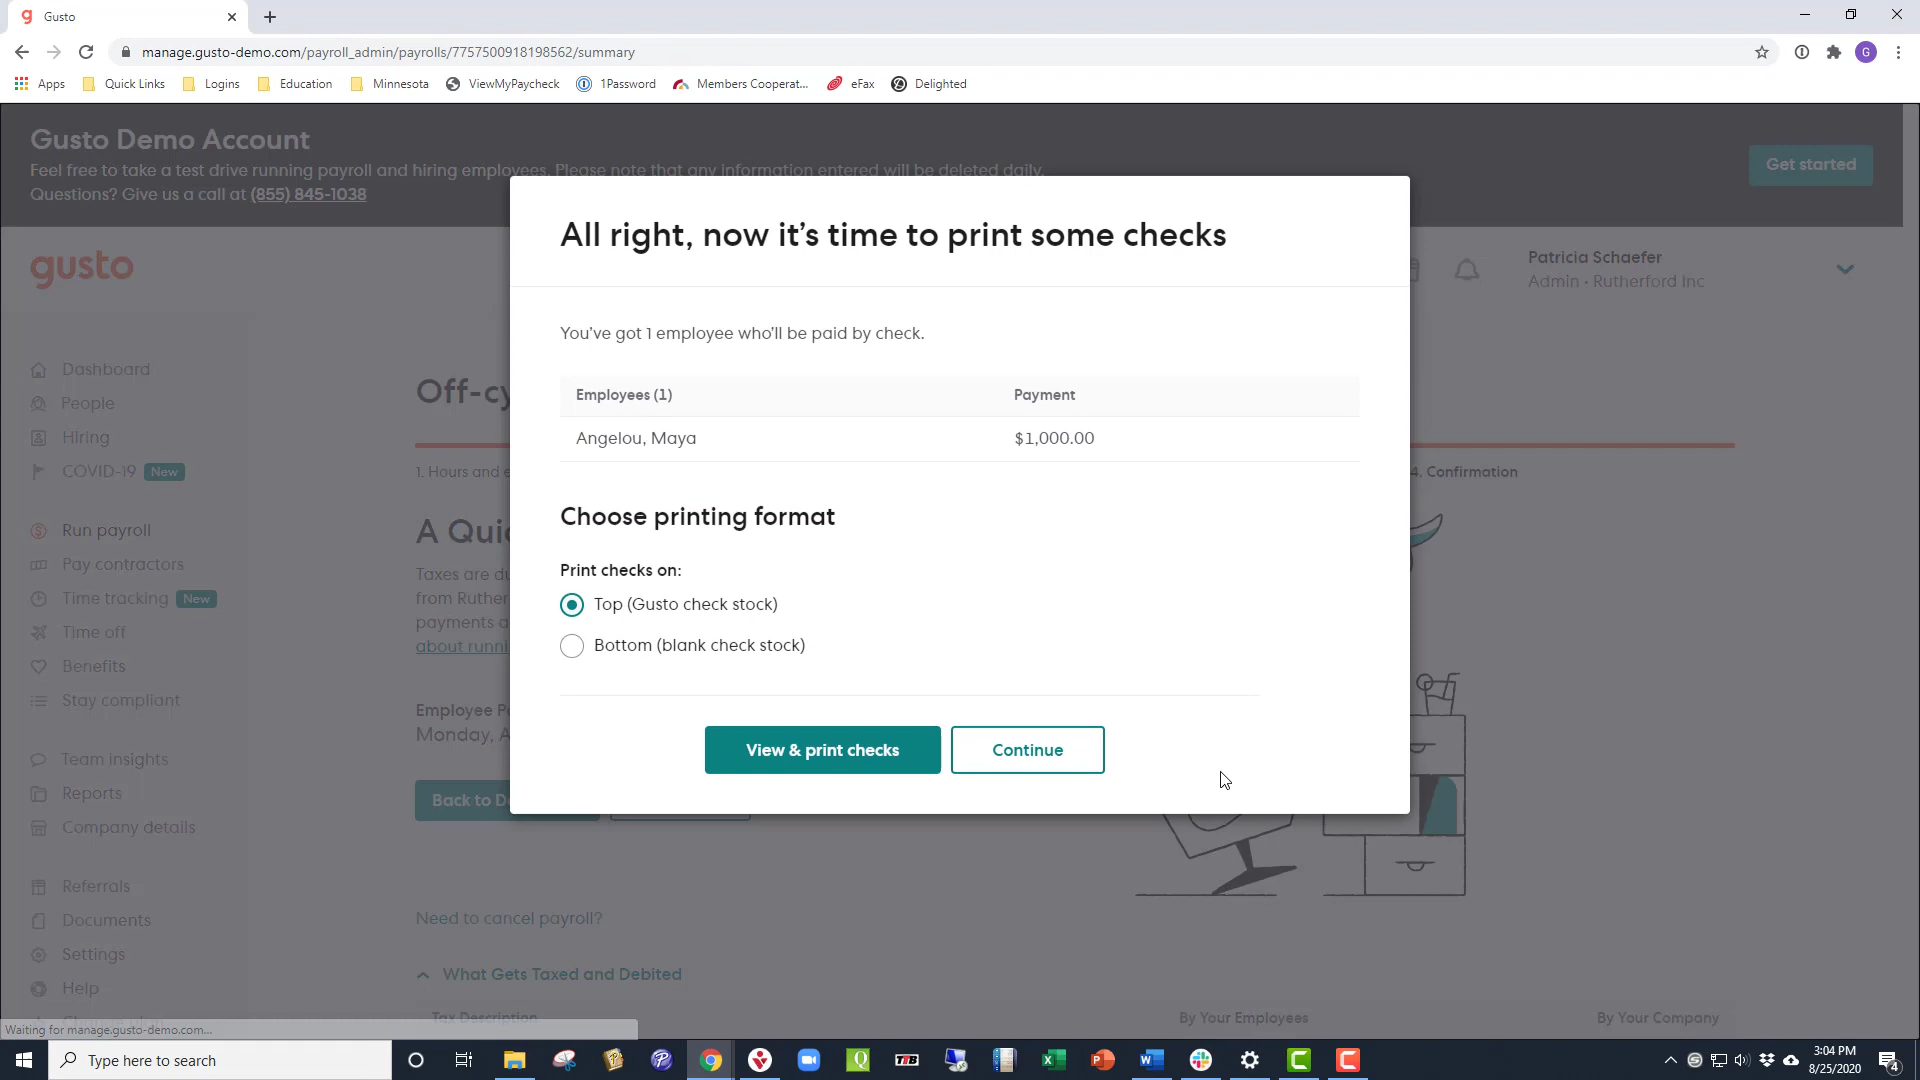 Gusto
manage.gusto-demo.com/payroll_admin/payrolls/7757500918198562/summary
G
Apps
Quick Links
Logins
Education
Minnesota
ViewMyPaycheck
1Password
Members Cooperat...
eFax
Delighted
Gusto Demo Account
Feel free to take a test drive running payroll and hiring employees. Please note that any information entered will be deleted daily.
Questions? Give us a call at (855) 845-1038
Get started
gusto
Patricia Schaefer
Admin • Rutherford Inc
Dashboard
People
Hiring
COVID-19 New
Run payroll
Pay contractors
Time tracking New
Time off
Benefits
Stay compliant
Team insights
Reports
Company details
Referrals
Documents
Settings
Help
Off-cy
1. Hours and e
4. Confirmation
A Quic
Taxes are du
from Ruther
payments a
about runni
Employee Pa
Monday, A
Back to D
Need to cancel payroll?
What Gets Taxed and Debited
Tax Description
By Your Employees
By Your Company
All right, now it's time to print some checks
You've got 1 employee who'll be paid by check.
Employees (1)
Payment
Angelou, Maya
$1,000.00
Choose printing format
Print checks on:
Top (Gusto check stock)
Bottom (blank check stock)
View & print checks
Continue
Waiting for manage.gusto-demo.com...
Type here to search
3:04 PM
8/25/2020
4